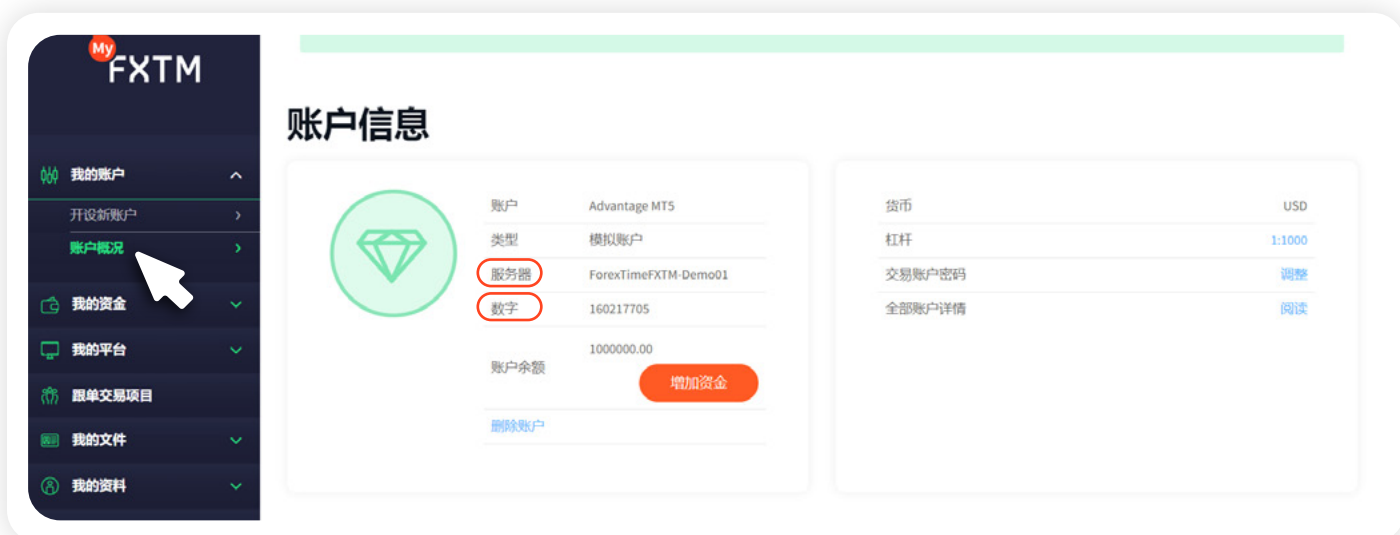 My
FXTM
我的账户
开设新账户
账户概况
我的资金
我的平台
跟单交易项目
我的文件
我的资料
账户信息
账户 Advantage MT5
类型 模拟账户
服务器 ForexTimeFXTM-Demo01
数字 160217705
账户余额 1000000.00
增加资金
删除账户
货币 USD
杠杆 1:1000
交易账户密码 调整
全部账户详情 阅读